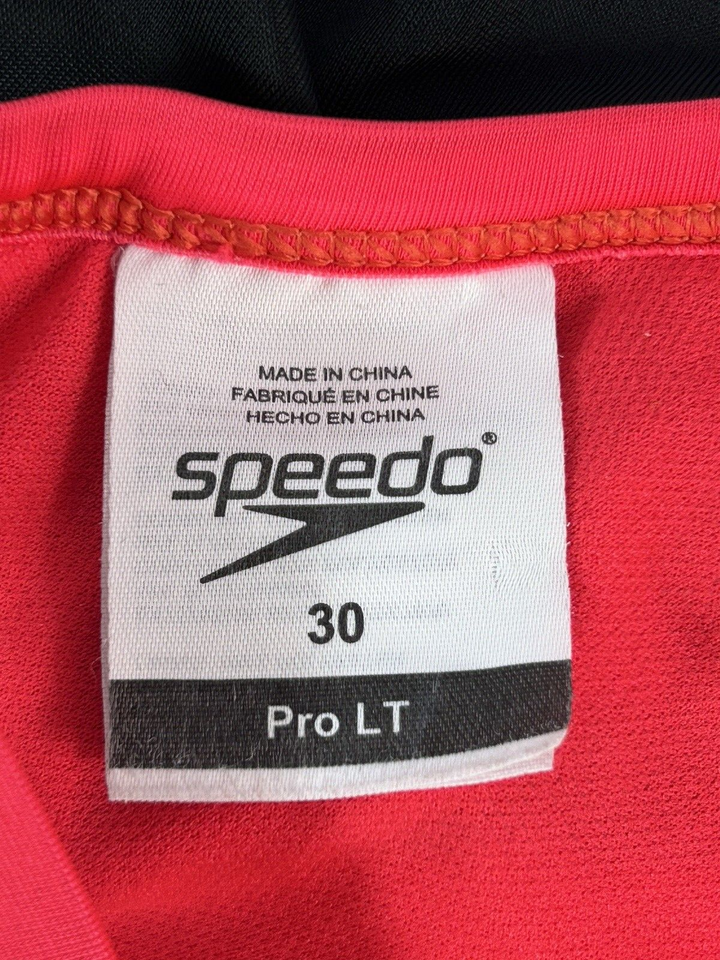 MADE IN CHINA
FABRIQUÉ EN CHINE
HECHO EN CHINA
speedo®
30
Pro LT